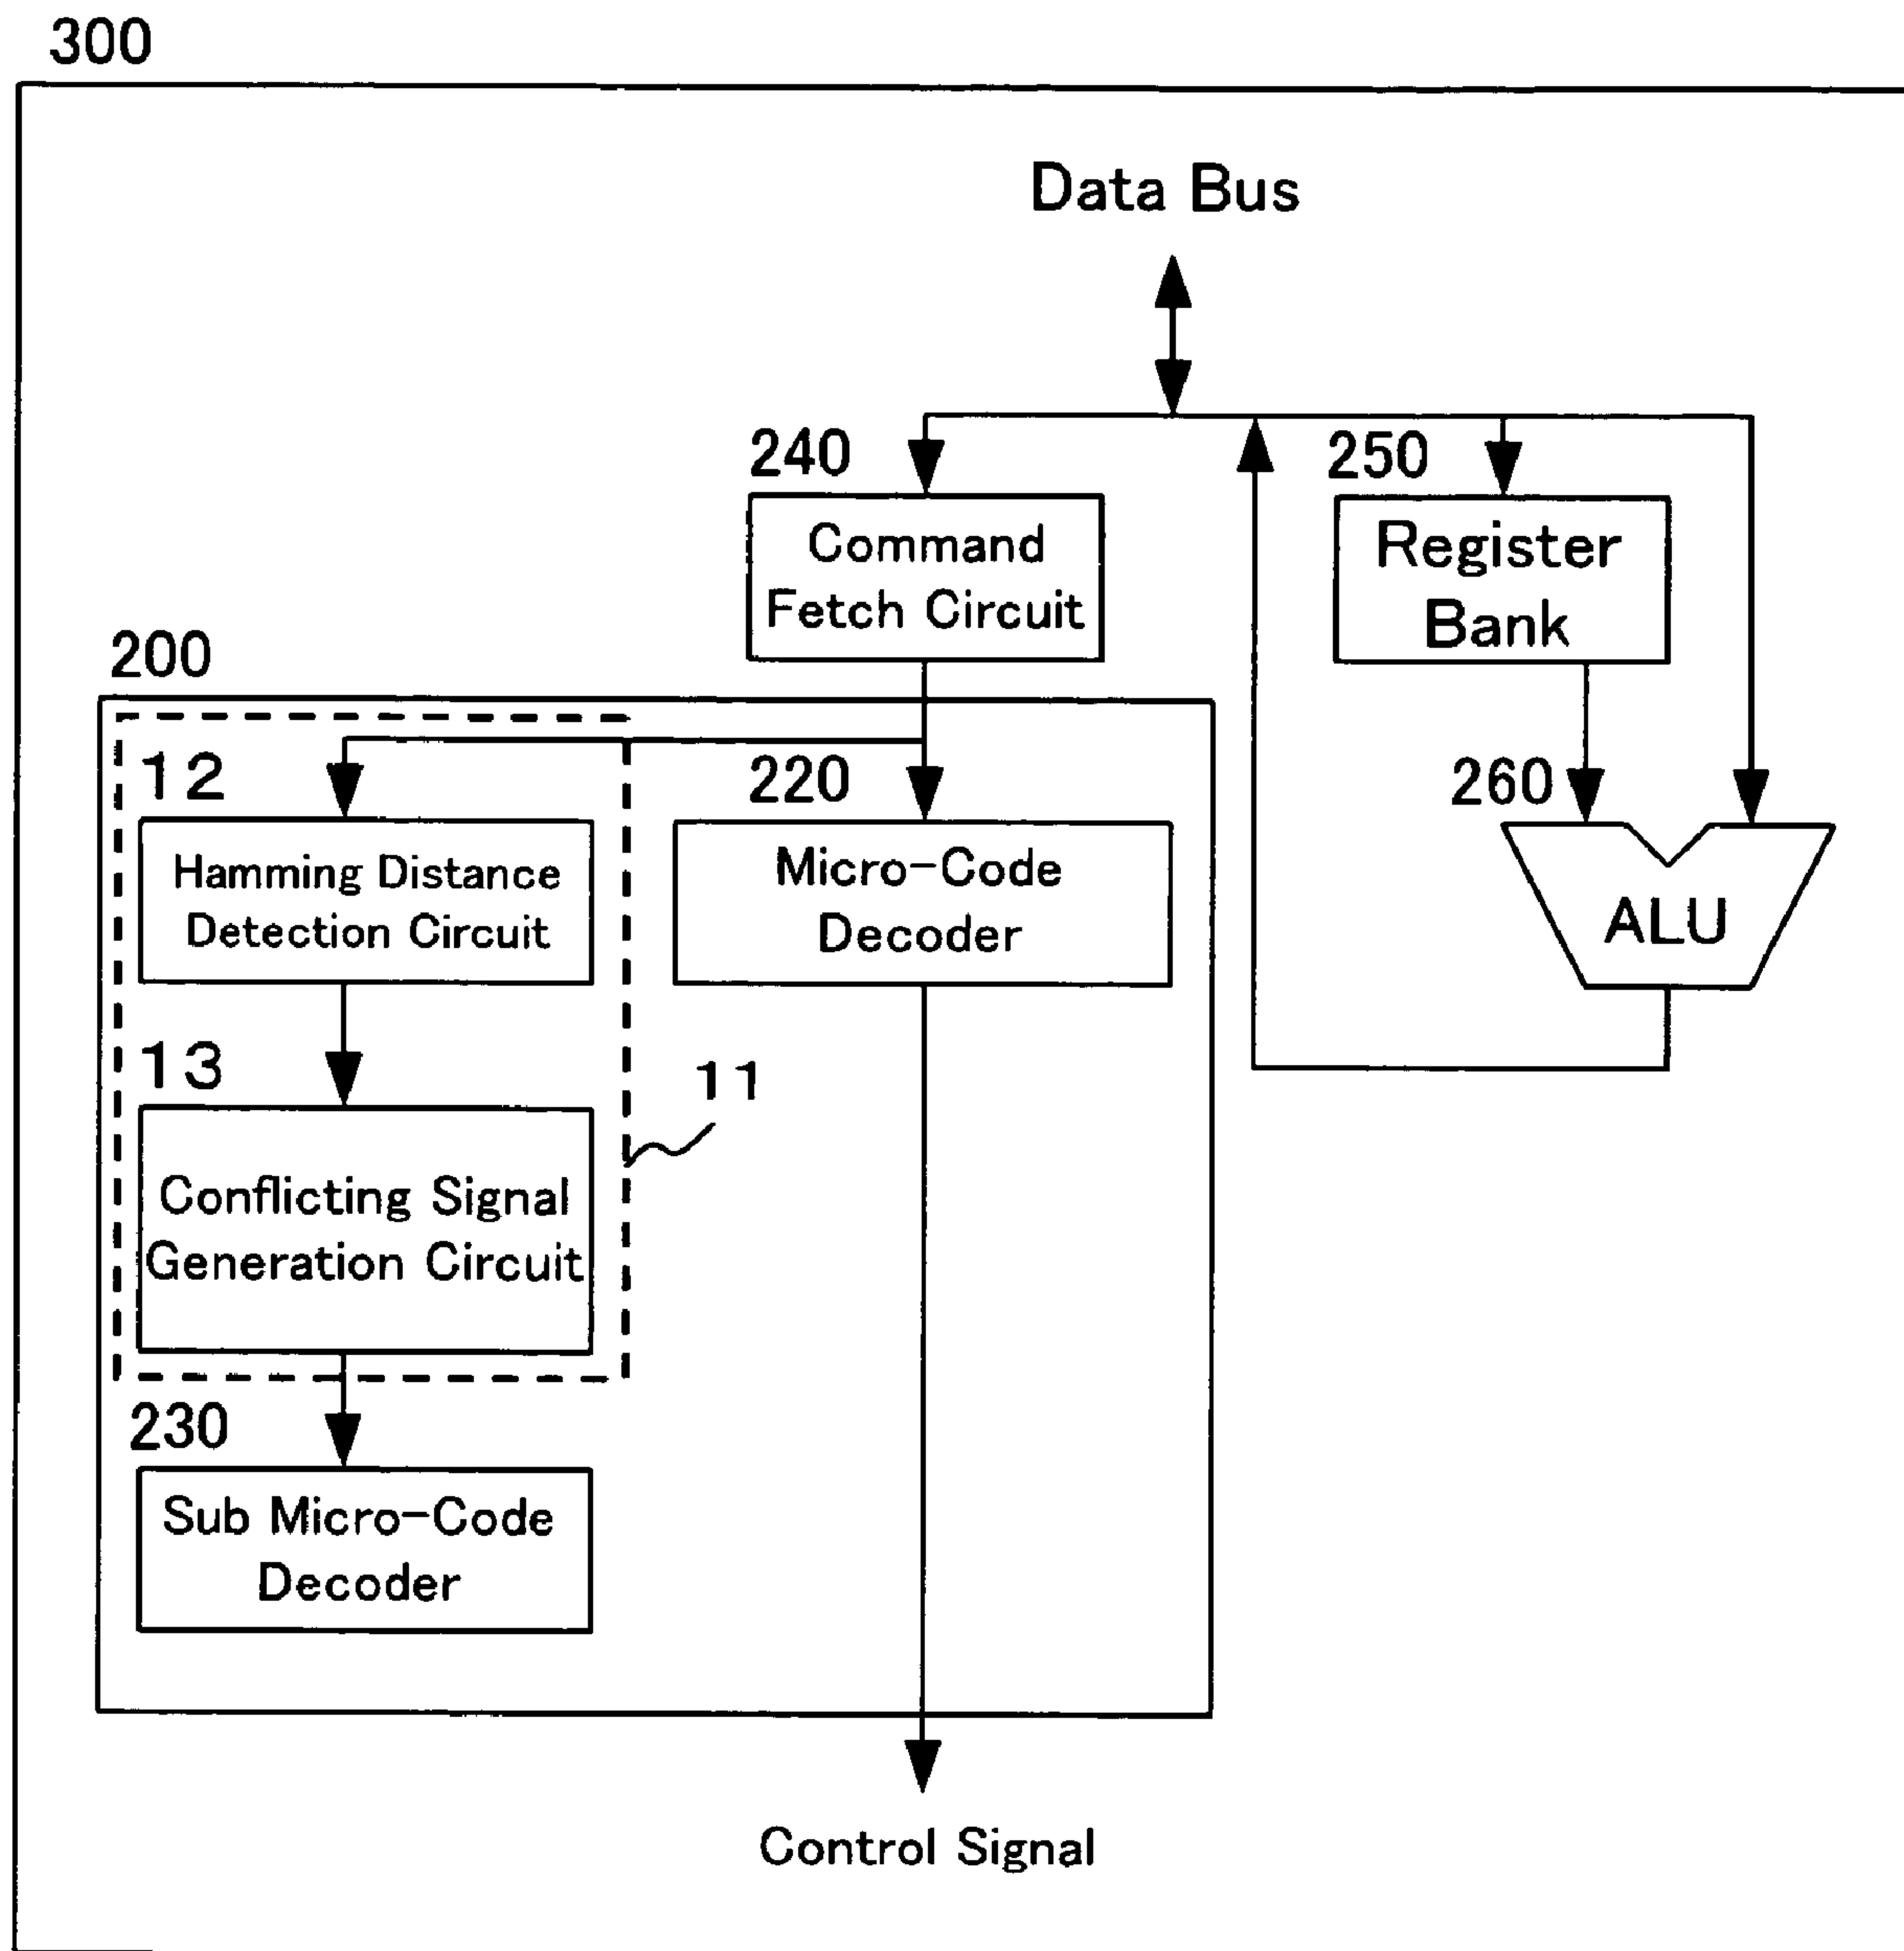 300
Data Bus
240
Command
Fetch Circuit
250
Register
Bank
200
12
Hamming Distance
Detection Circuit
220
Micro-Code
Decoder
260
ALU
13
Conflicting Signal
Generation Circuit
11
230
Sub Micro-Code
Decoder
Control Signal